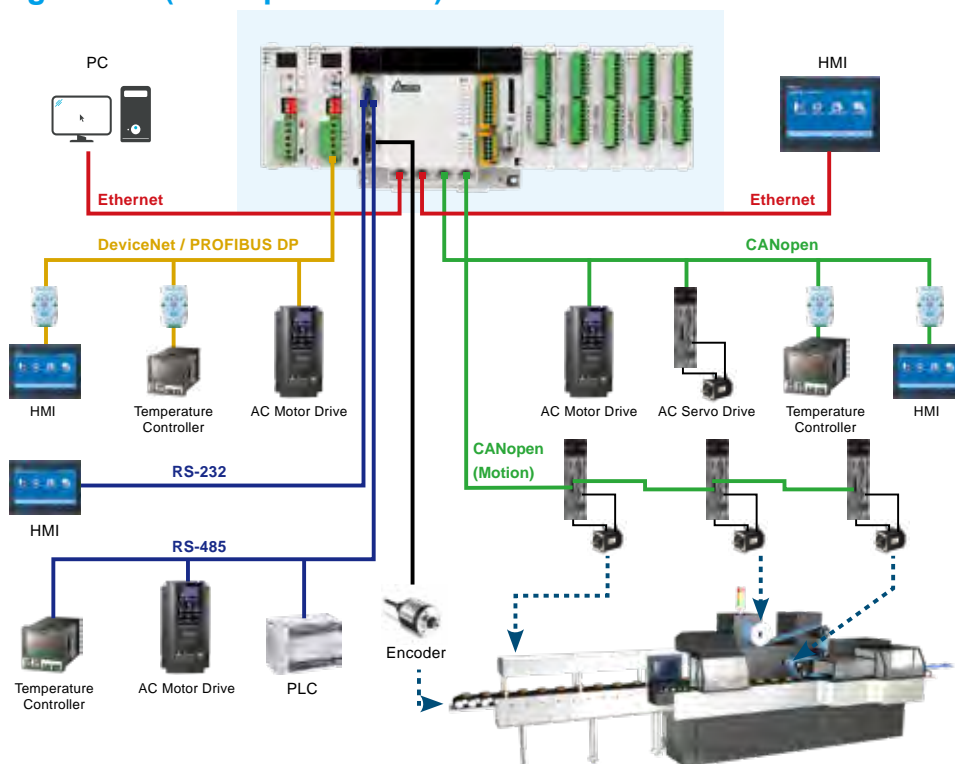 PC
HMI
Ethernet
Ethernet
DeviceNet / PROFIBUS DP
CANopen
HMI
Temperature
Controller
AC Motor Drive
AC Motor Drive
AC Servo Drive
Temperature
Controller
HMI
CANopen
(Motion)
RS-232
HMI
RS-485
Encoder
Temperature
Controller
AC Motor Drive
PLC